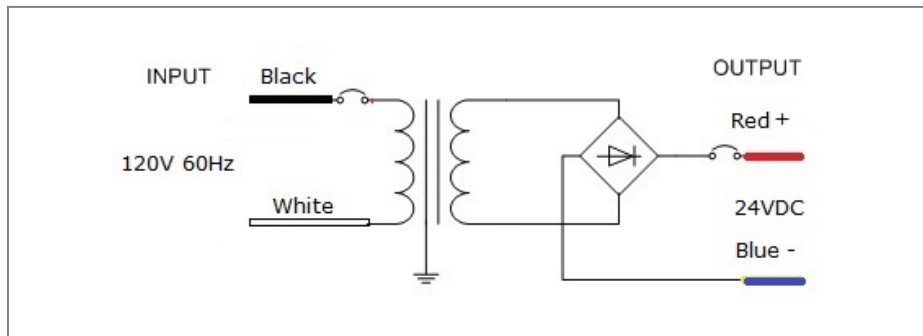 INPUT
Black
OUTPUT
Red +
120V 60Hz
White
24VDC
Blue -